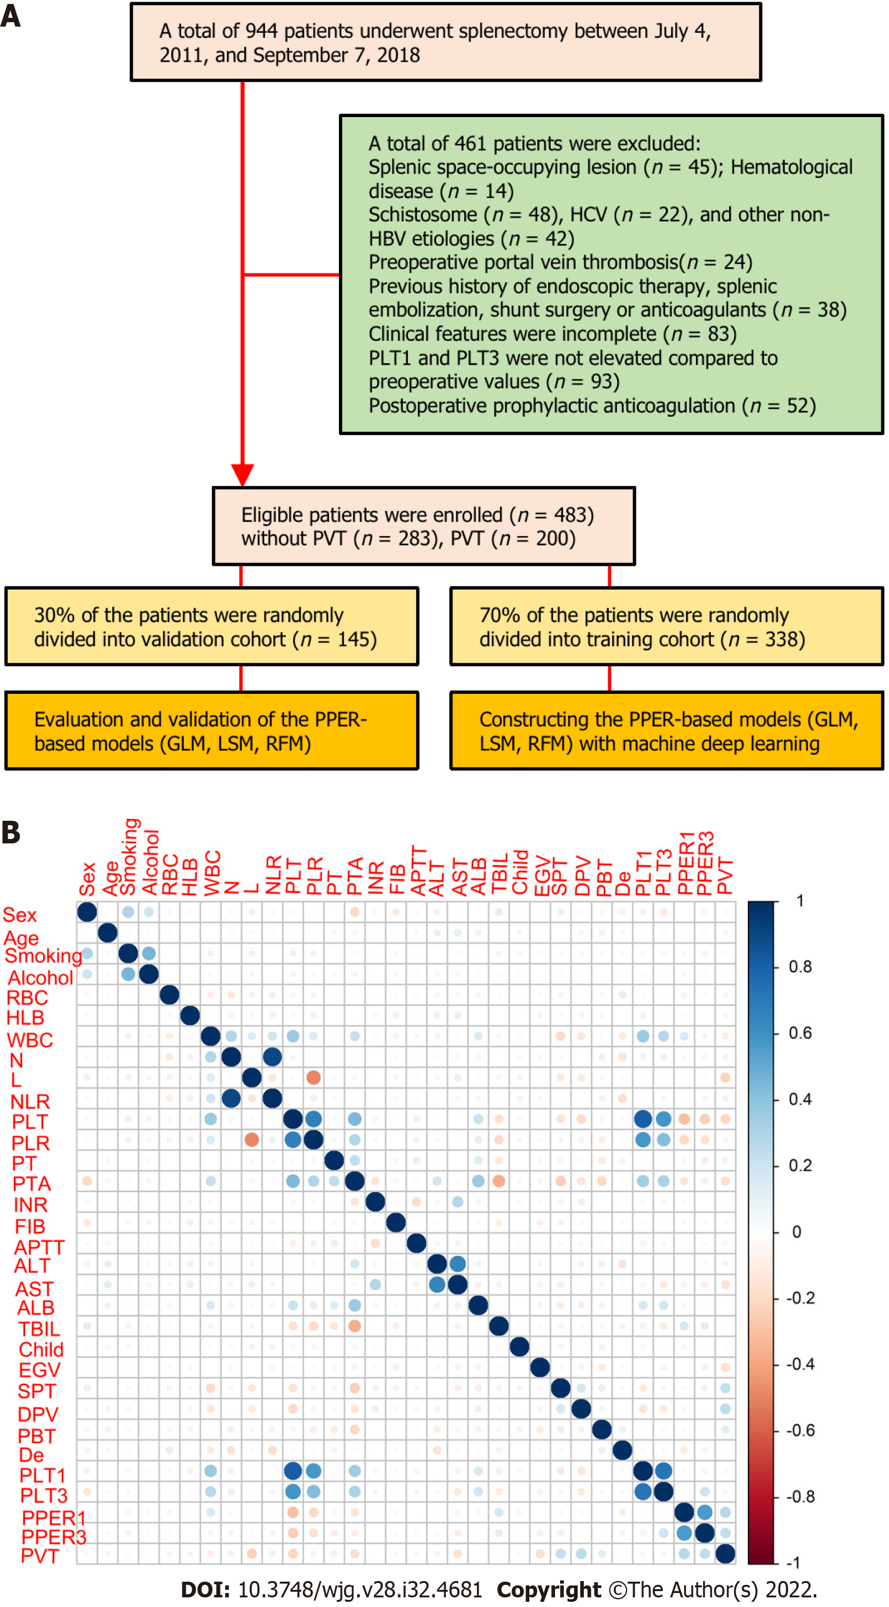 A
A total of 944 patients underwent splenectomy between July 4,
2011, and September 7, 2018
A total of 461 patients were excluded:
Splenic space-occupying lesion (n = 45); Hematological
disease (n = 14)
Schistosome (n = 48), HCV (n = 22), and other non-
HBV etiologies (n = 42)
Preoperative portal vein thrombosis(n = 24)
Previous history of endoscopic therapy, splenic
embolization, shunt surgery or anticoagulants (n = 38)
Clinical features were incomplete (n = 83)
PLT1 and PLT3 were not elevated compared to
preoperative values (n = 93)
Postoperative prophylactic anticoagulation (n = 52)
Eligible patients were enrolled (n = 483)
without PVT (n = 283), PVT (n = 200)
30% of the patients were randomly
divided into validation cohort (n = 145)
70% of the patients were randomly
divided into training cohort (n = 338)
Evaluation and validation of the PPER-
based models (GLM, LSM, RFM)
Constructing the PPER-based models (GLM,
LSM, RFM) with machine deep learning
B
Sex
Age
Smoking
Alcohol
RBC
HLB
WBC
N
L
NLR
PLT
PLR
PT
PTA
INR
FIB
APTT
ALT
AST
ALB
TBIL
Child
EGV
SPT
DPV
PBT
De
PLT1
PLT3
PPER1
PPER3
PVT
Sex
Age
Smoking
Alcohol
RBC
HLB
WBC
N
L
NLR
PLT
PLR
PT
PTA
INR
FIB
APTT
ALT
AST
ALB
TBIL
Child
EGV
SPT
DPV
PBT
De
PLT1
PLT3
PPER1
PPER3
PVT
1
0.8
0.6
0.4
0.2
0
-0.2
-0.4
-0.6
-0.8
-1
DOI: 10.3748/wjg.v28.i32.4681 Copyright ©The Author(s) 2022.